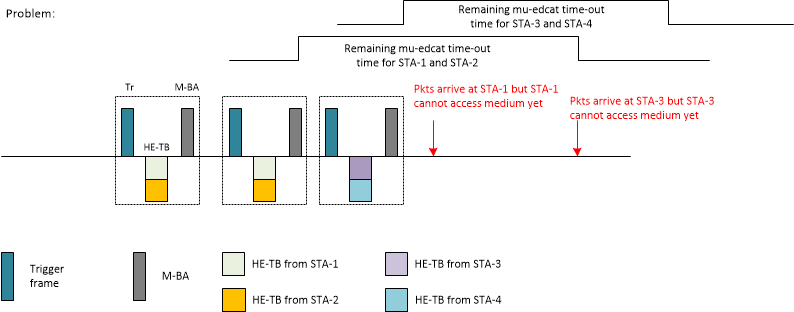 Problem:
Remaining mu-edcat time-out
time for STA-3 and STA-4
Remaining mu-edcat time-out
time for STA-1 and STA-2
Tr
M-BA
HE-TB
Pkts arrive at STA-1 but STA-1
cannot access medium yet
Pkts arrive at STA-3 but STA-3
cannot access medium yet
Trigger
frame
M-BA
HE-TB from STA-1
HE-TB from STA-3
HE-TB from STA-2
HE-TB from STA-4